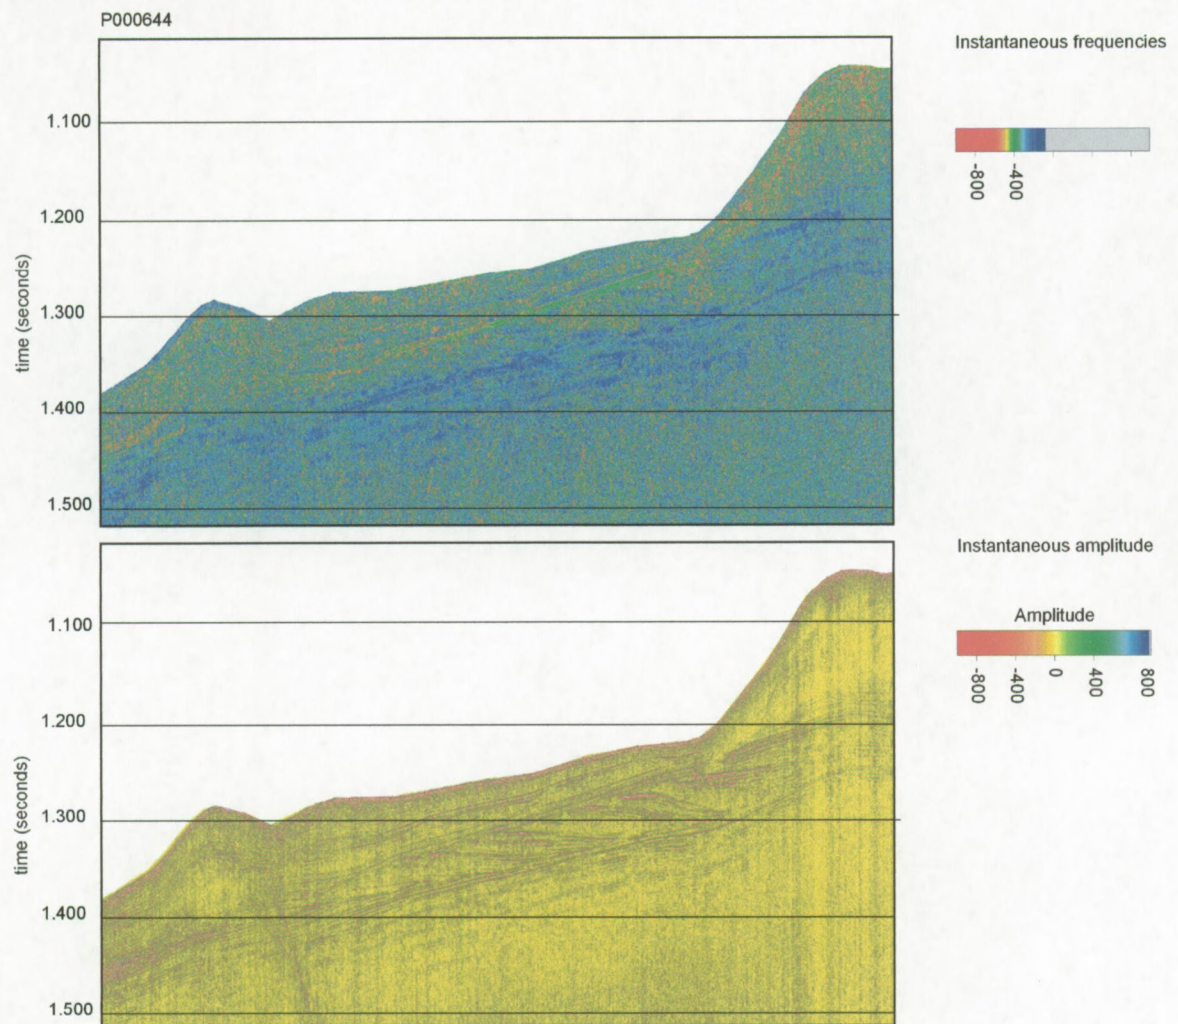 P000644
Instantaneous frequencies
1.100
1.200
1.300
1.400
1.500
time (seconds)
-800
-400
Instantaneous amplitude
Amplitude
-800
-400
0
400
800
1.100
1.200
1.300
1.400
1.500
time (seconds)